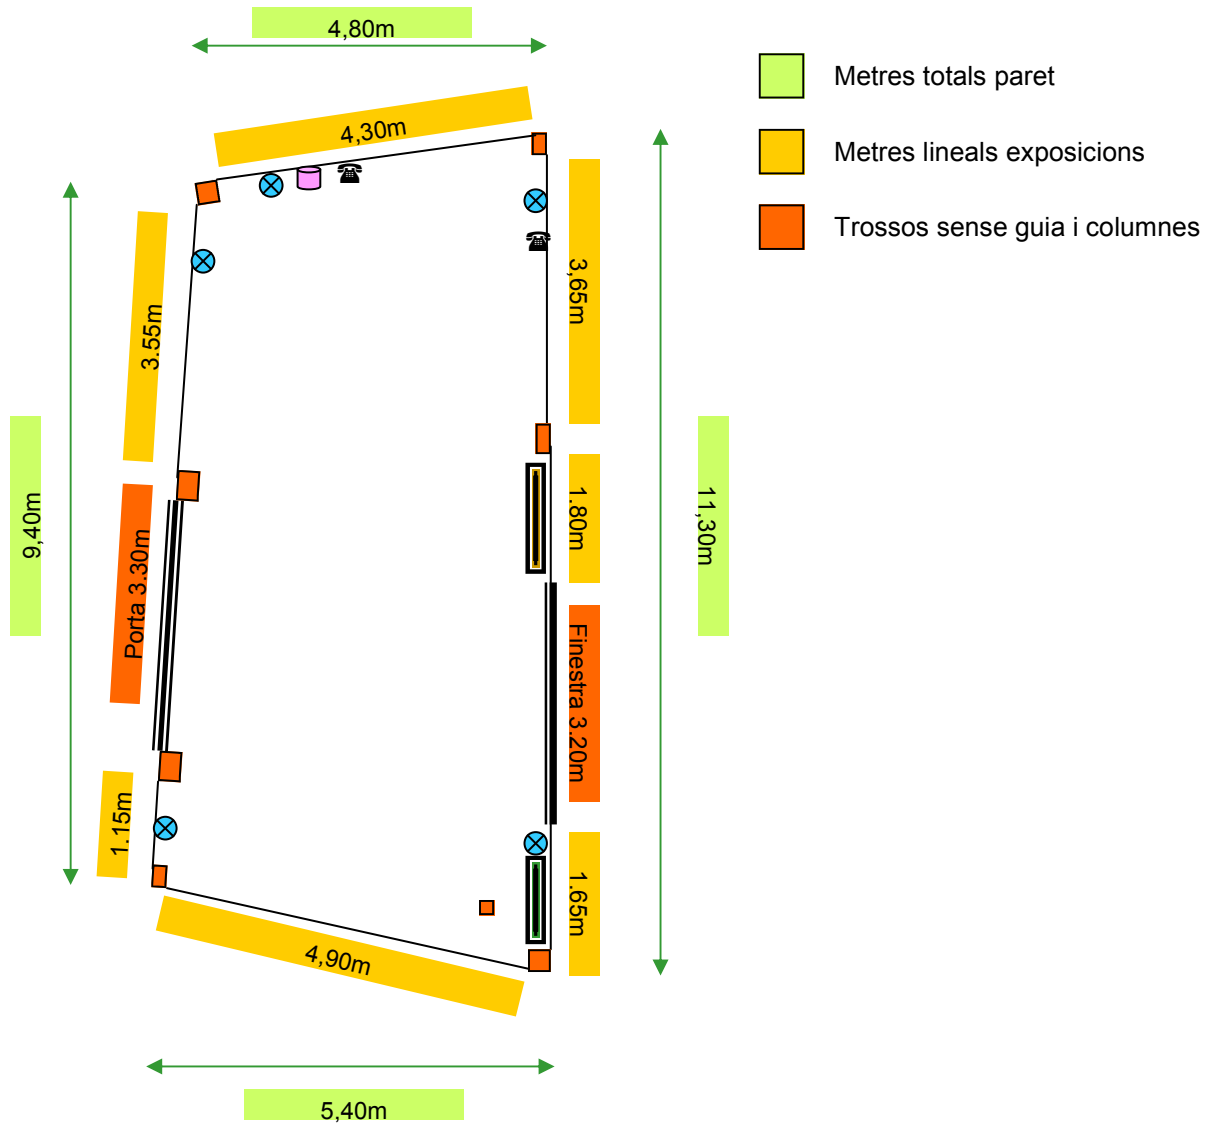 4,80m
4,30m
Metres totals paret
Metres lineals exposicions
Trossos sense guia i columnes
3,65m
3.55m
1.80m
11,30m
9,40m
Porta 3.30m
Finestra 3.20m
1.15m
1.65m
4,90m
5,40m